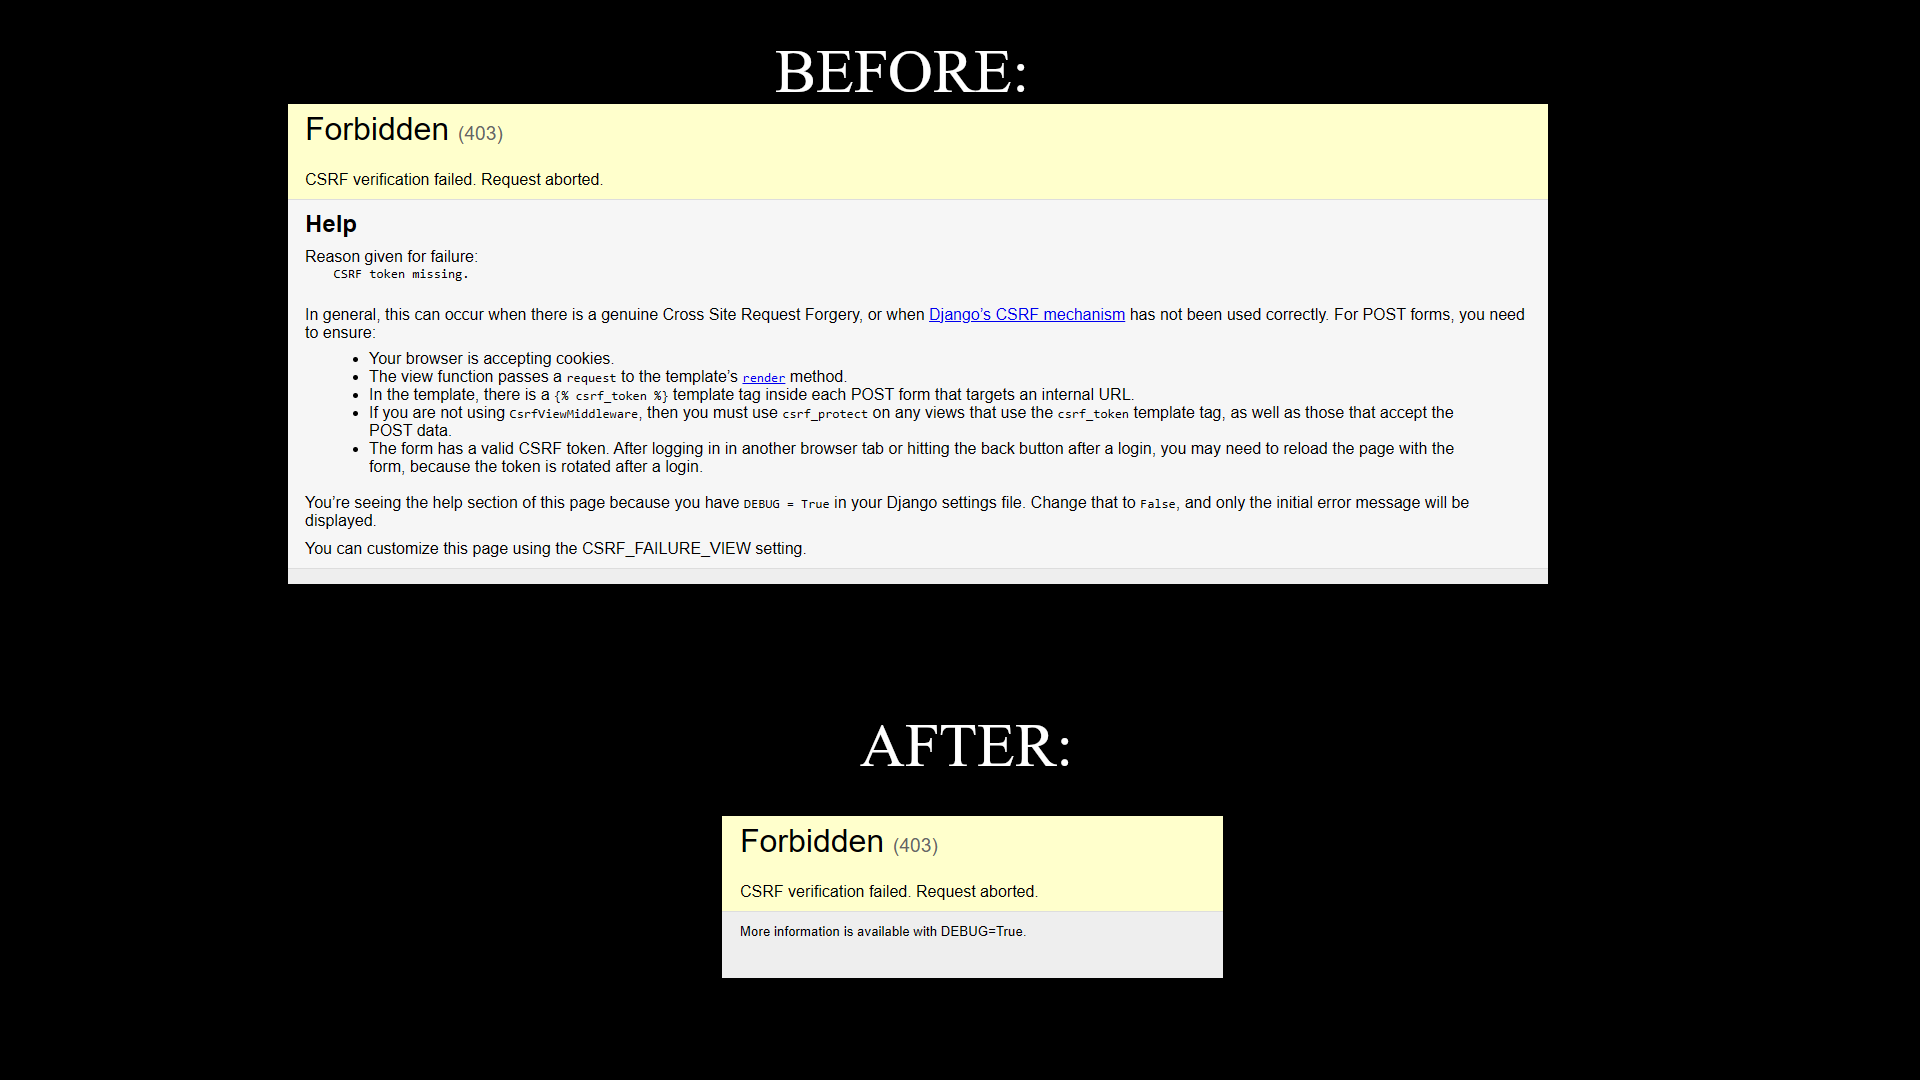 BEFORE:
Forbidden (403)
CSRF verification failed. Request aborted.
Help
Reason given for failure:
CSRF token missing.
In general, this can occur when there is a genuine Cross Site Request Forgery, or when Django’s CSRF mechanism has not been used correctly. For POST forms, you need
to ensure:
• Your browser is accepting cookies.
• The view function passes a request to the template’s render method.
• In the template, there is a {% csrf_token %} template tag inside each POST form that targets an internal URL.
• If you are not using CsrfViewMiddleware, then you must use csrf_protect on any views that use the csrf_token template tag, as well as those that accept the
POST data.
• The form has a valid CSRF token. After logging in in another browser tab or hitting the back button after a login, you may need to reload the page with the
form, because the token is rotated after a login.
You’re seeing the help section of this page because you have DEBUG = True in your Django settings file. Change that to False, and only the initial error message will be
displayed.
You can customize this page using the CSRF_FAILURE_VIEW setting.
AFTER:
Forbidden (403)
CSRF verification failed. Request aborted.
More information is available with DEBUG=True.